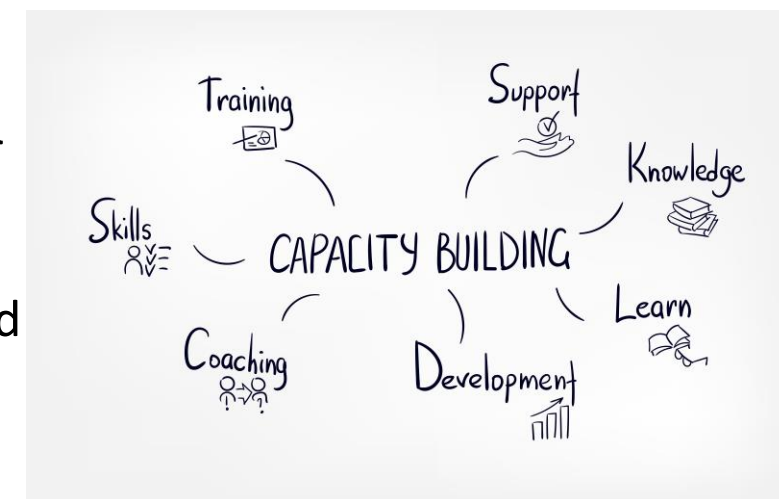 Training
Support
Knowledge
Skills
CAPACITY BUILDING
Learn
Coaching
Development
d